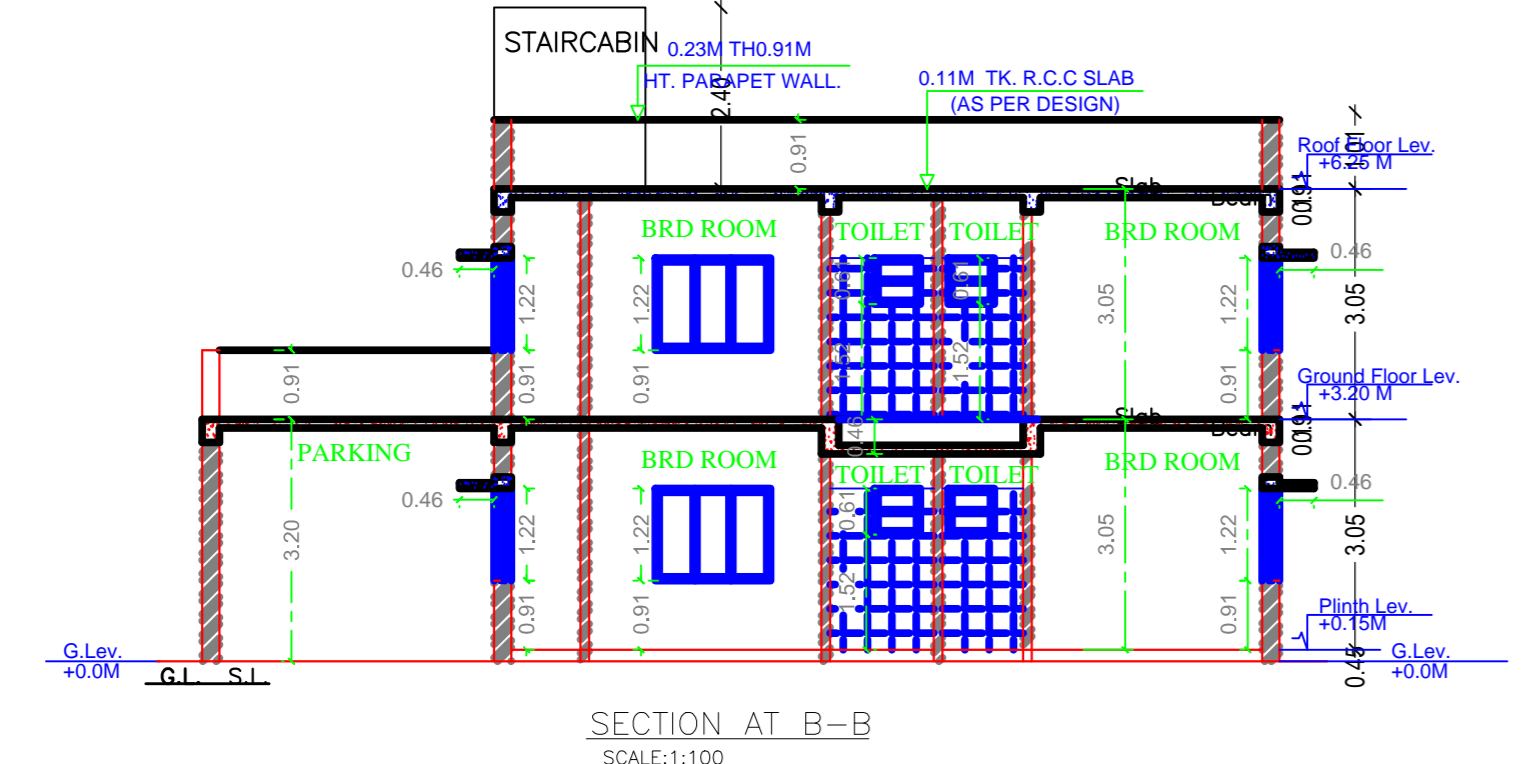 STAIRCABIN
0.23M TH0.91M
HT. PARAPET WALL.
2.40
0.11M TK. R.C.C SLAB
(AS PER DESIGN)
0.91
1.01
Roof Floor Lev.
+6.25 M
Slab
BRD ROOM
TOILET
TOILET
BRD ROOM
0.46
1.22
1.22
0.61
0.61
3.05
1.22
0.46
3.05
0.91
0.91
0.91
1.52
1.52
0.91
Ground Floor Lev.
+3.20 M
Slab
0.46
PARKING
BRD ROOM
TOILET
TOILET
BRD ROOM
0.46
3.20
1.22
1.22
0.61
3.05
1.22
0.46
3.05
0.91
0.91
1.52
0.91
Plinth Lev.
+0.15M
0.45
G.Lev.
+0.0M
G.Lev.
+0.0M
G.L. S.L.
SECTION AT B-B
SCALE:1:100